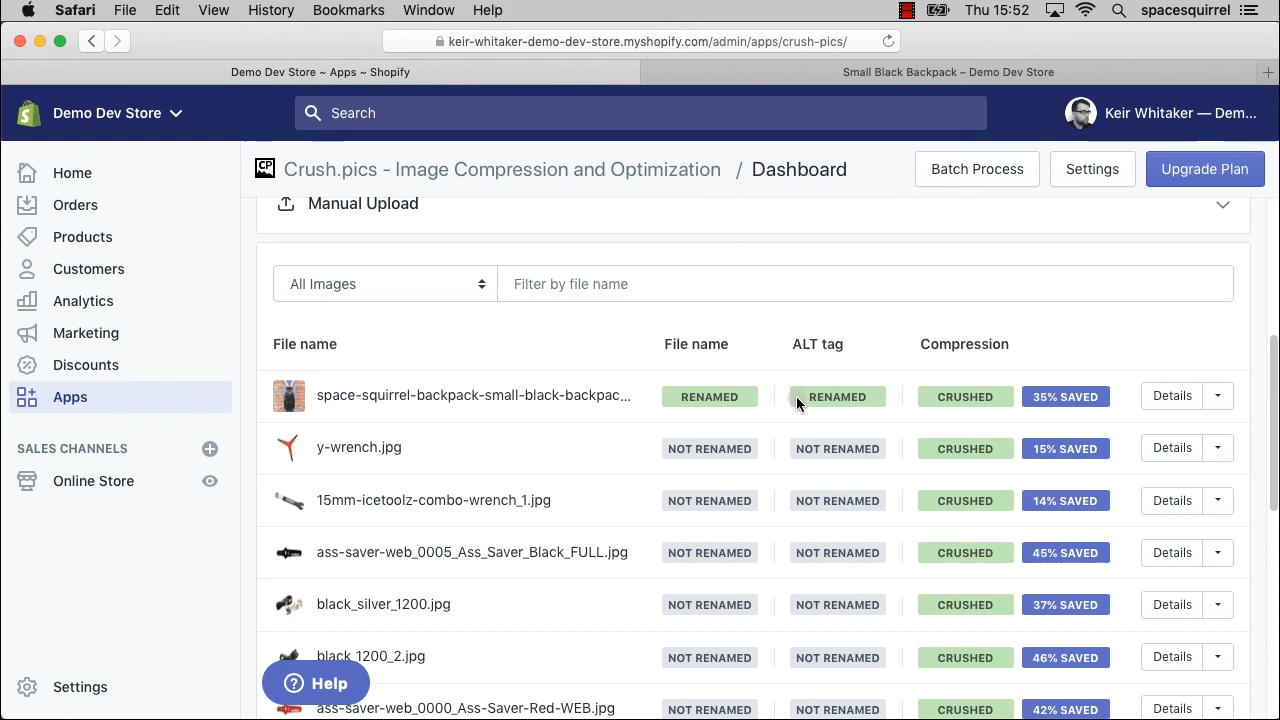 Safari File Edit View History Bookmarks Window Help Thu 15:52 spacesquirrel
keir-whitaker-demo-dev-store.myshopify.com/admin/apps/crush-pics/
Demo Dev Store ~ Apps ~ Shopify Small Black Backpack – Demo Dev Store
Demo Dev Store Search Keir Whitaker — Dem...
CP Crush.pics - Image Compression and Optimization / Dashboard Batch Process Settings Upgrade Plan
Home
Orders
Products
Customers
Analytics
Marketing
Discounts
Apps
SALES CHANNELS
Online Store
Settings
Manual Upload
All Images Filter by file name
File name File name ALT tag Compression
space-squirrel-backpack-small-black-backpac... RENAMED RENAMED CRUSHED 35% SAVED Details
y-wrench.jpg NOT RENAMED NOT RENAMED CRUSHED 15% SAVED Details
15mm-icetoolz-combo-wrench_1.jpg NOT RENAMED NOT RENAMED CRUSHED 14% SAVED Details
ass-saver-web_0005_Ass_Saver_Black_FULL.jpg NOT RENAMED NOT RENAMED CRUSHED 45% SAVED Details
black_silver_1200.jpg NOT RENAMED NOT RENAMED CRUSHED 37% SAVED Details
black_1200_2.jpg NOT RENAMED NOT RENAMED CRUSHED 46% SAVED Details
Help
ass-saver-web_0000_Ass-Saver-Red-WEB.jpg NOT RENAMED NOT RENAMED CRUSHED 42% SAVED Details